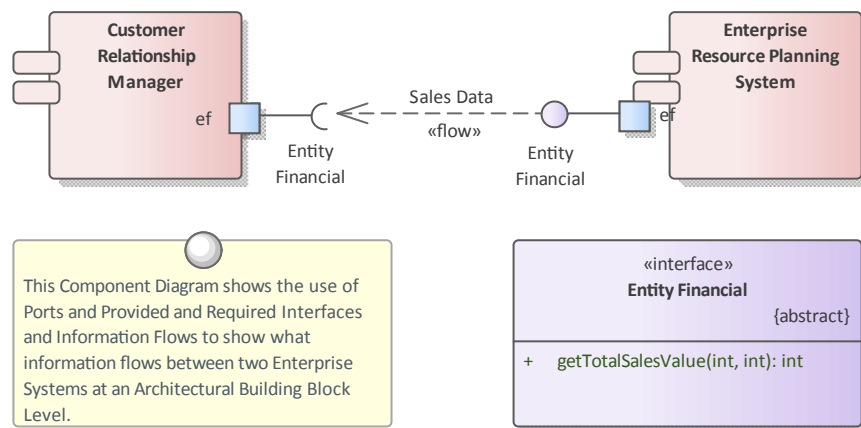 Customer
Relationship
Manager
ef
Entity
Financial
Sales Data
«flow»
Entity
Financial
ef
Enterprise
Resource Planning
System
This Component Diagram shows the use of
Ports and Provided and Required Interfaces
and Information Flows to show what
information flows between two Enterprise
Systems at an Architectural Building Block
Level.
«interface»
Entity Financial
{abstract}
+ getTotalSalesValue(int, int): int